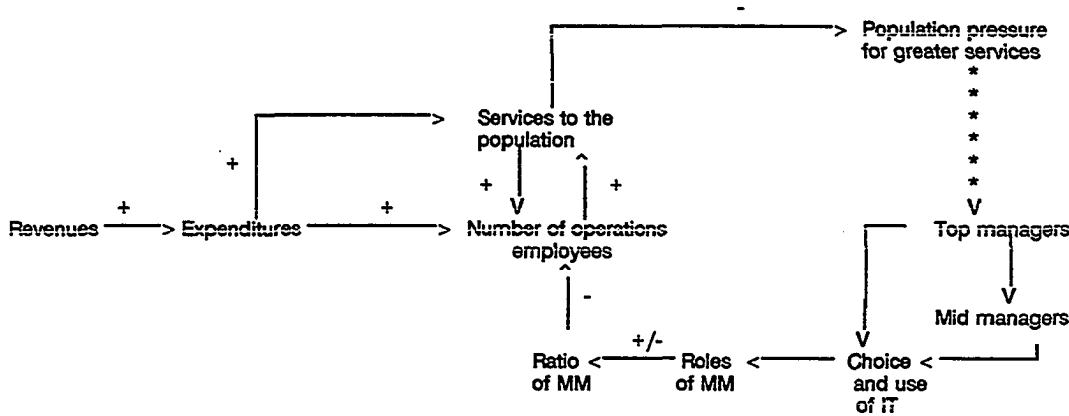 -
Population pressure
for greater services
*
*
*
*
*
*
V
Services to the
population
+
+
+
Revenues
+
Expenditures
+
Number of operations
employees
Top managers
-
Mid managers
Ratio
of MM
+/-
Roles
of MM
Choice
and use
of IT